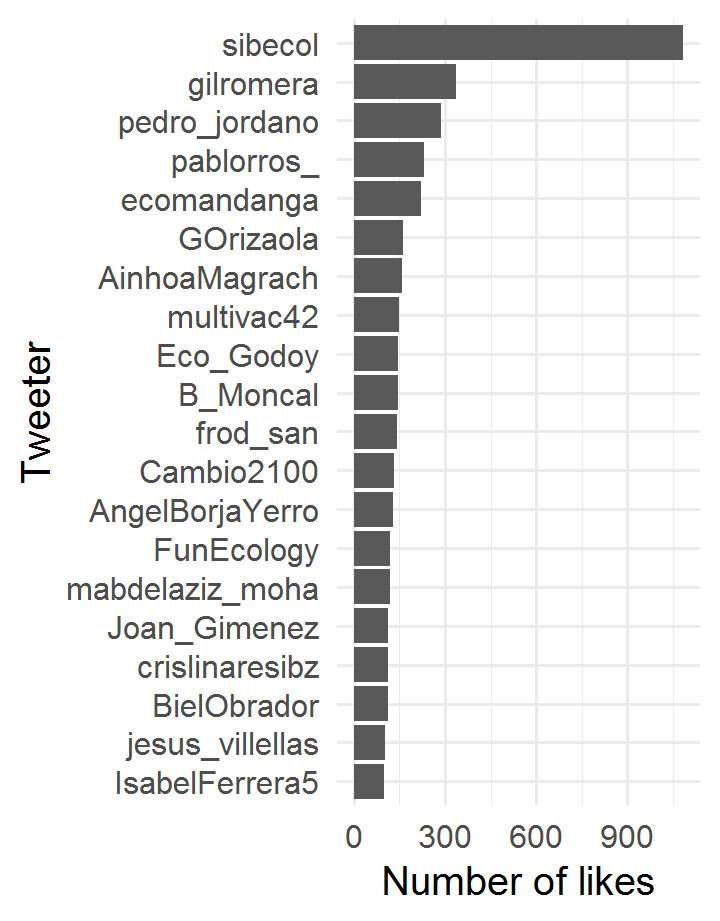 sibecol
gilromera
pedro_jordano
pablorros_
ecomandanga
GOrizaola
AinhoaMagrach
multivac42
Eco_Godoy
B_Moncal
frod_san
Cambio2100
AngelBorjaYerro
FunEcology
mabdelaziz_moha
Joan_Gimenez
crislinaresibz
BielObrador
jesus_villellas
IsabelFerrera5
Tweeter
0 300 600 900
Number of likes